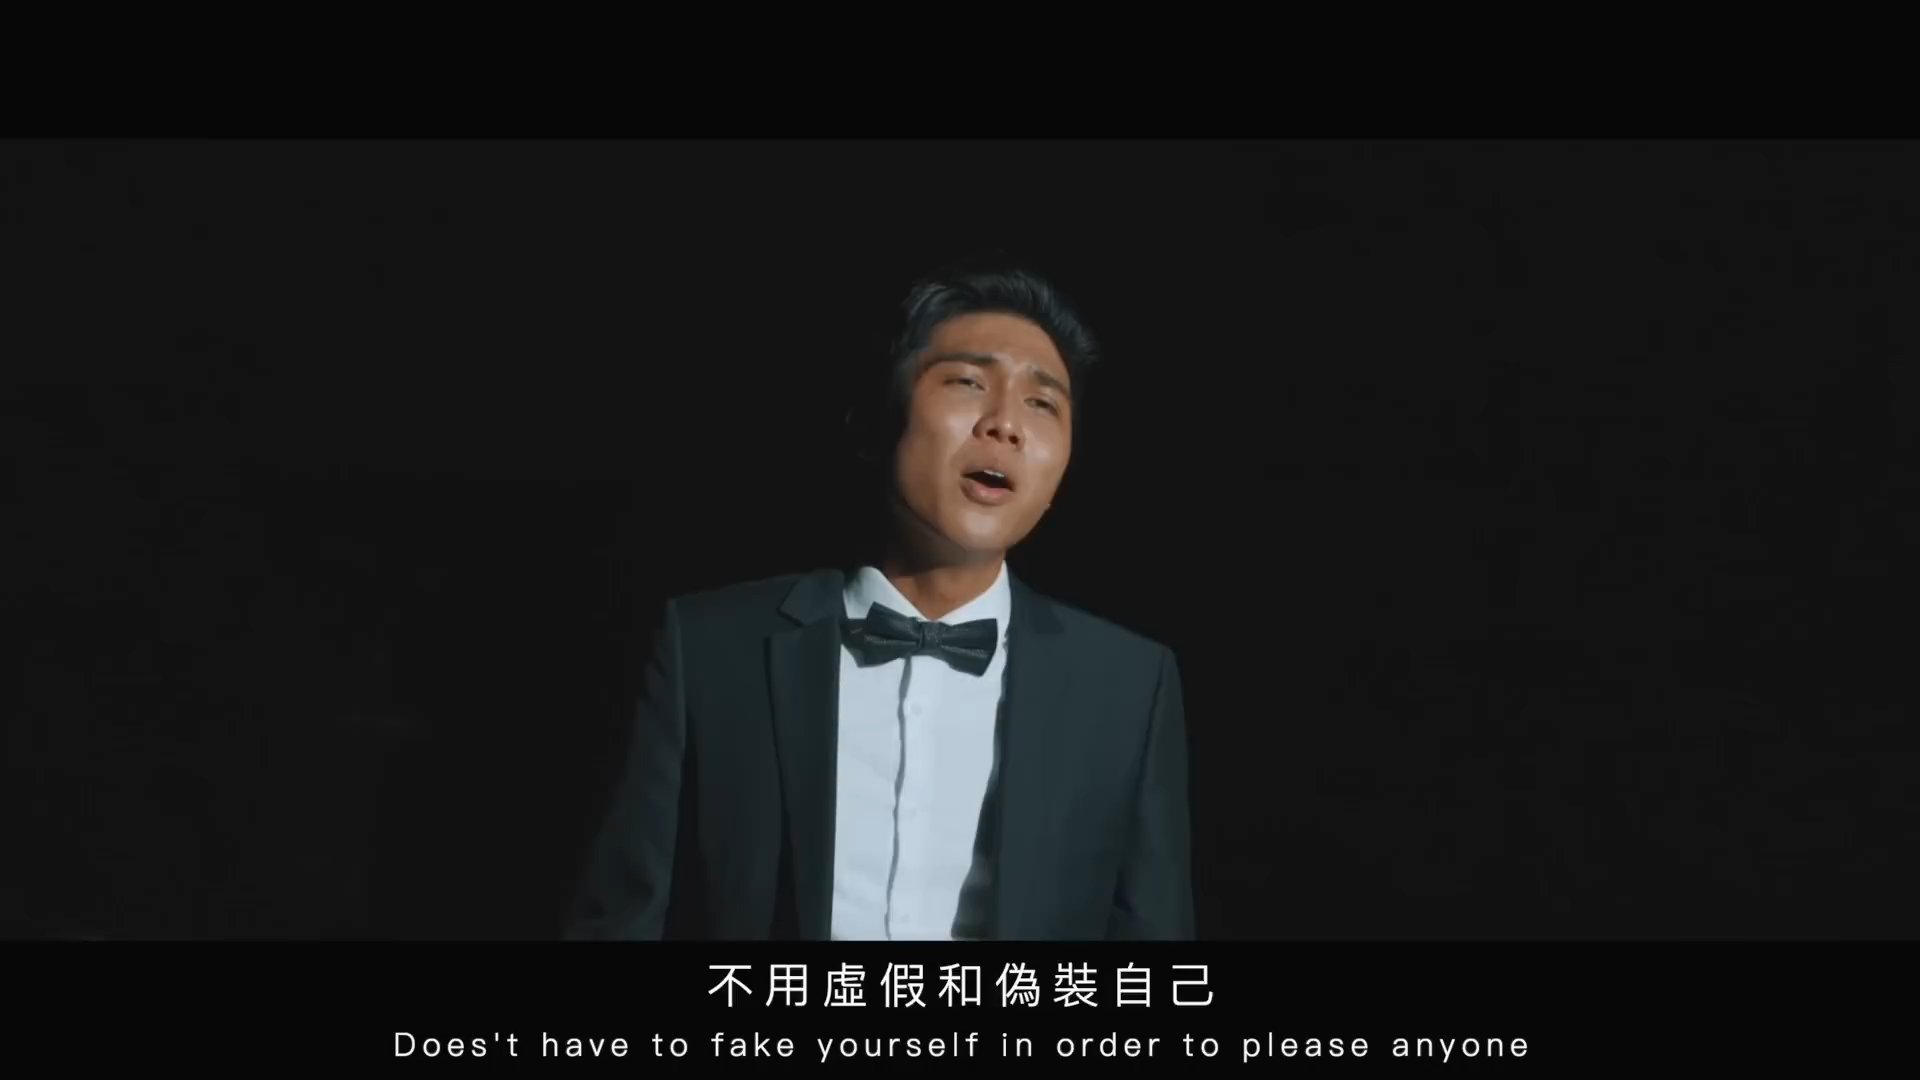 不用虛假和偽裝自己
Does't have to fake yourself in order to please anyone